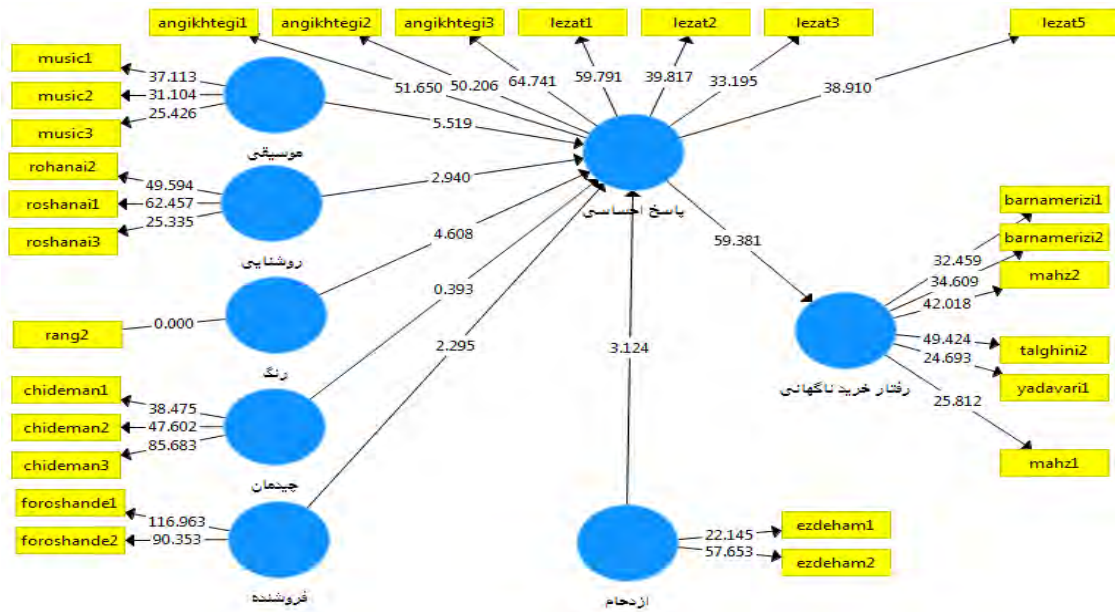 angikhtegi1 angikhtegi2 angikhtegi3 lezat1 lezat2 lezat3 lezat5
music1
music2
music3
37.113
31.104
25.426
موسیقی
51.650
50.206
64.741
59.791
39.817
33.195
38.910
5.519
rohanai2
roshanai1
roshanai3
49.594
62.457
25.335
روشنایی
2.940
پاسخ احساسی
4.608
rang2
0.000
رنگ
0.393
59.381
barnamerizi1
barnamerizi2
mahz2
talghini2
yadavari1
mahz1
32.459
34.609
42.018
49.424
24.693
25.812
رفتار خرید ناگهانی
chideman1
chideman2
chideman3
38.475
47.602
85.683
چیدمان
2.295
3.124
foroshande1
foroshande2
116.963
90.353
فروشنده
ezdeham1
ezdeham2
22.145
57.653
ازدحام